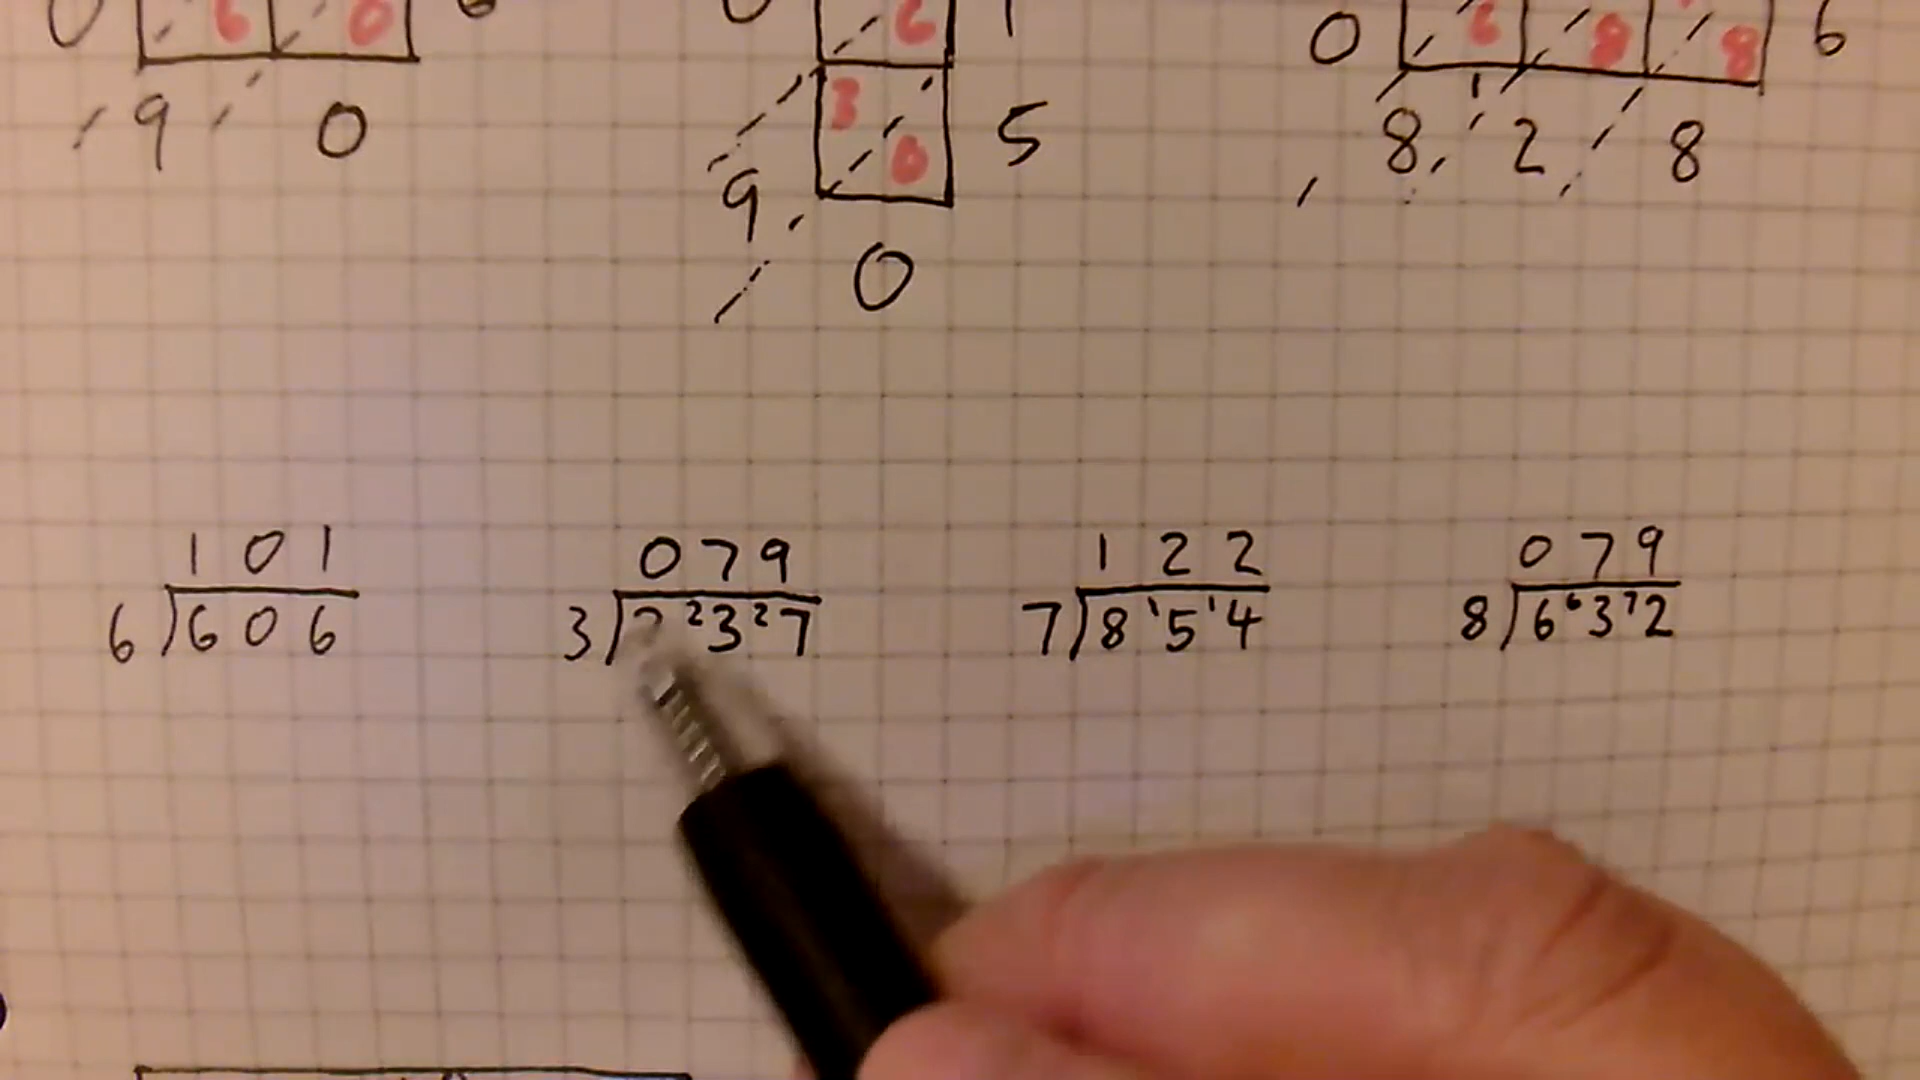 0 6 0 6
0 6 1
0 6 8 8 6
9 0
3 0 5
8 1 2 8
9
0
1 0 1
6)6 0 6
0 7 9
3)2 ²3 ²7
1 2 2
7)8 ¹5 ¹4
0 7 9
8)6 ⁶3 ⁷2